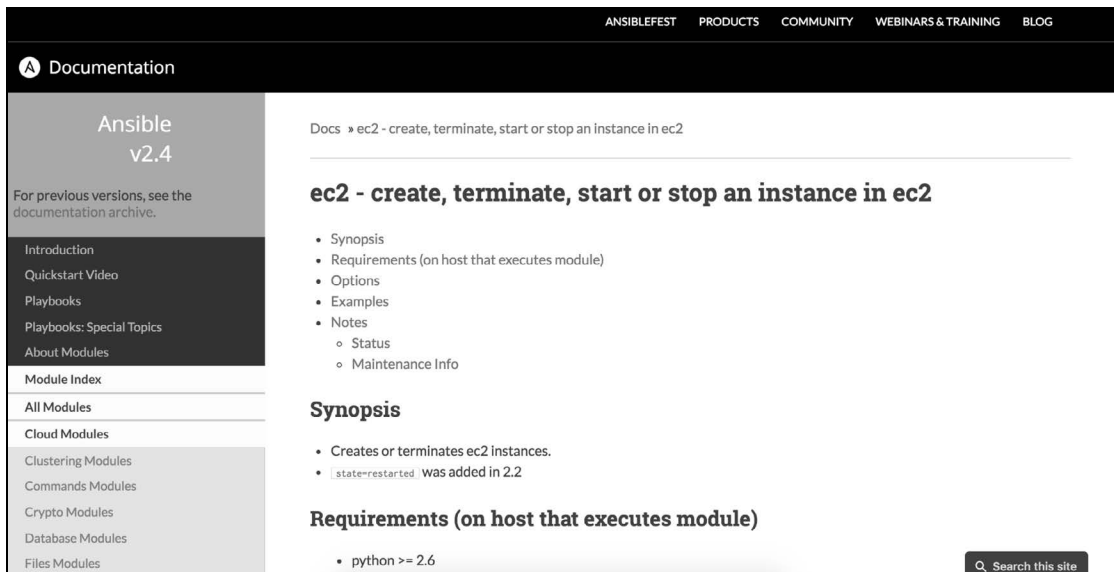 ANSIBLEFEST PRODUCTS COMMUNITY WEBINARS & TRAINING BLOG
Documentation
Ansible
v2.4
For previous versions, see the
documentation archive.
Introduction
Quickstart Video
Playbooks
Playbooks: Special Topics
About Modules
Module Index
All Modules
Cloud Modules
Clustering Modules
Commands Modules
Crypto Modules
Database Modules
Files Modules
Docs » ec2 - create, terminate, start or stop an instance in ec2
ec2 - create, terminate, start or stop an instance in ec2
• Synopsis
• Requirements (on host that executes module)
• Options
• Examples
• Notes
◦ Status
◦ Maintenance Info
Synopsis
• Creates or terminates ec2 instances.
• state=restarted was added in 2.2
Requirements (on host that executes module)
• python >= 2.6
Search this site